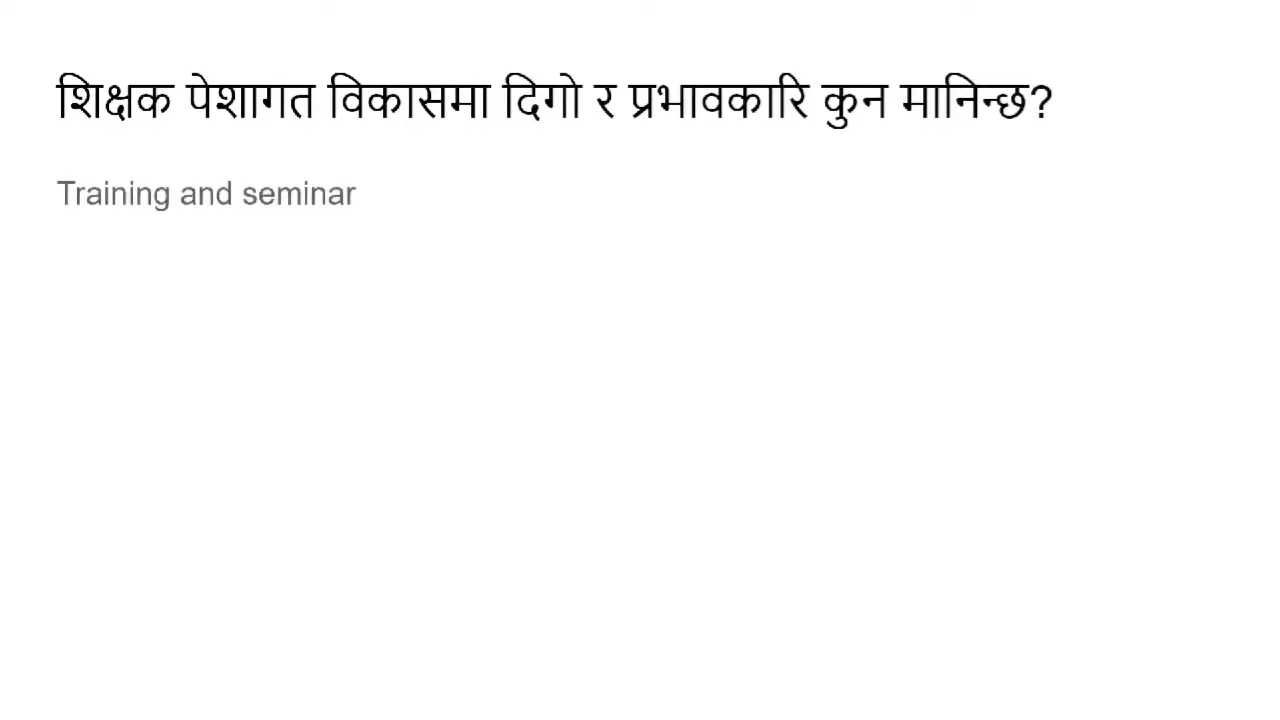 शिक्षक पेशागत विकासमा दिगो र प्रभावकारि कुन मानिन्छ?
Training and seminar